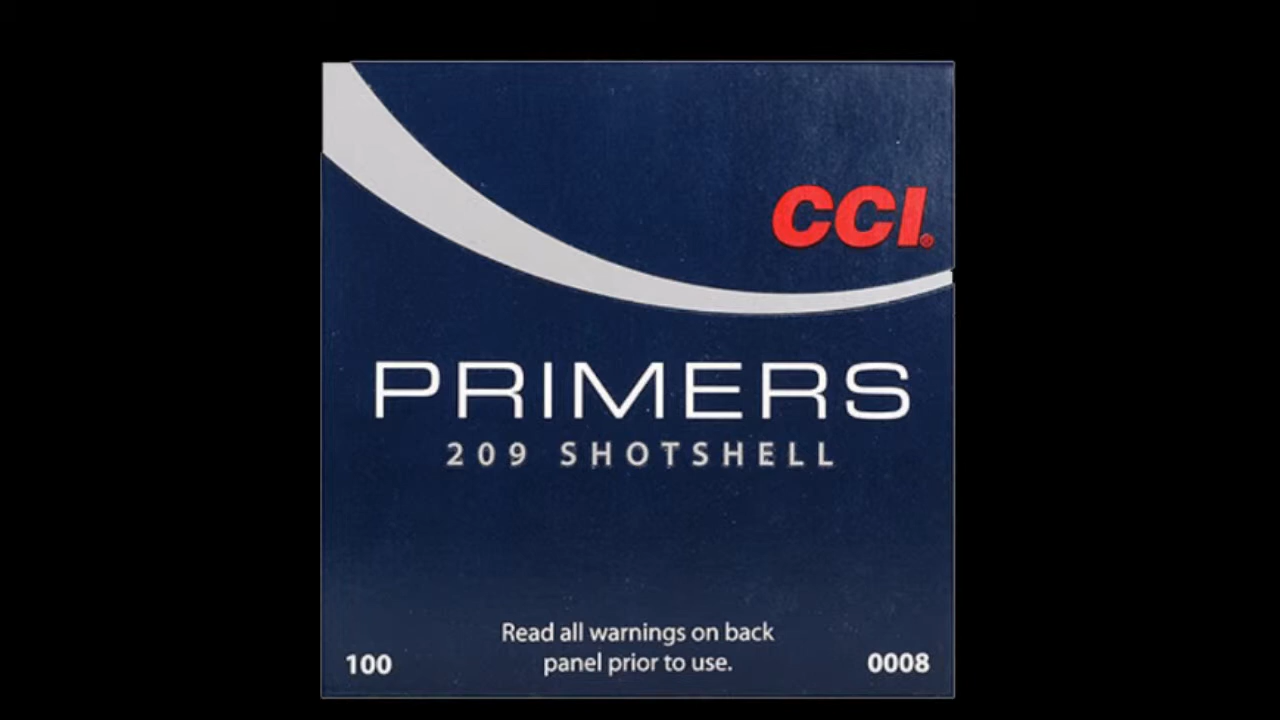 CCI®
PRIMERS
209 SHOTSHELL
Read all warnings on back
panel prior to use.
100
0008